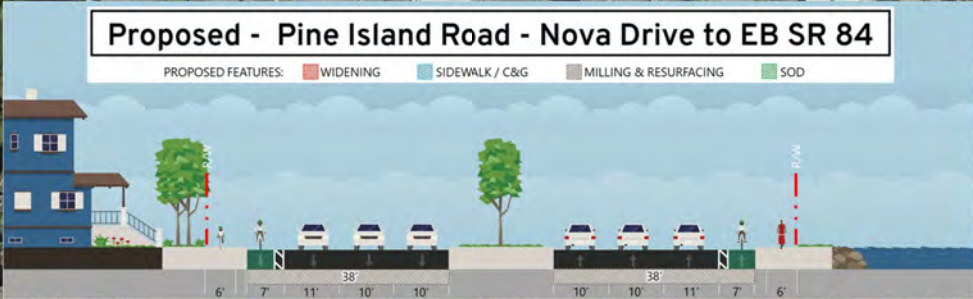 Proposed - Pine Island Road - Nova Drive to EB SR 84
PROPOSED FEATURES: WIDENING SIDEWALK / C&G MILLING & RESURFACING SOD
R/W R/W
38' 38'
6' 7' 11' 10' 10' 10' 10' 11' 7' 6'